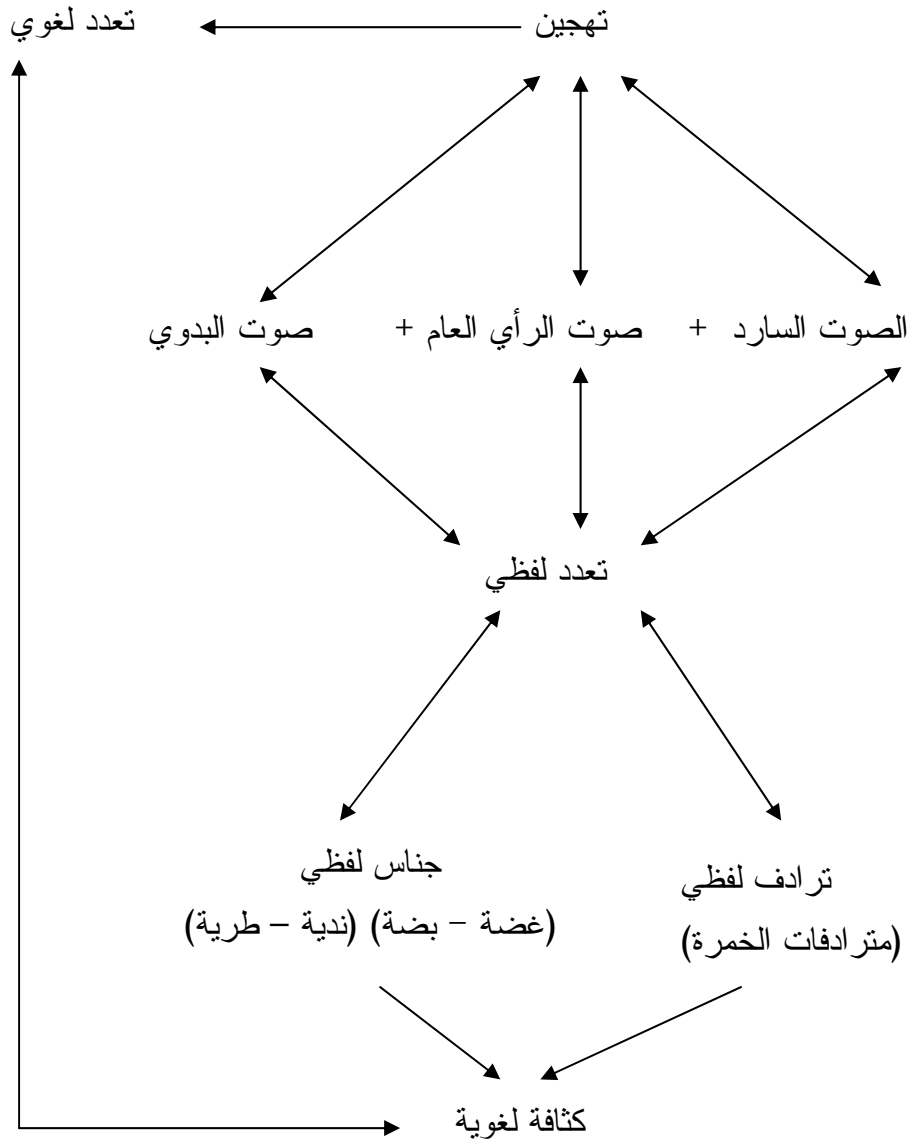 تهجين تعدد لغوي
الصوت السارد + صوت الرأي العام + صوت البدوي
تعدد لفظي
ترادف لفظي جناس لفظي
(مترادفات الخمرة) (غضة – بضة) (ندية – طرية)
كثافة لغوية